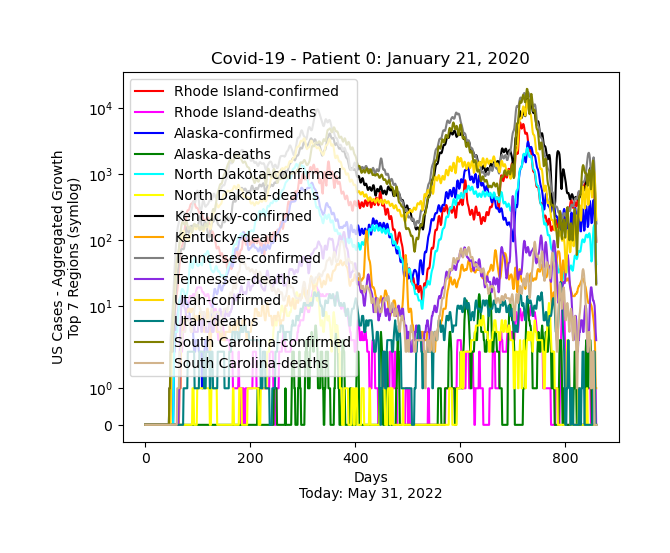 Covid-19 - Patient 0: January 21, 2020
US Cases - Aggregated Growth
Top 7 Regions (symlog)
10^4
10^3
10^2
10^1
10^0
0
Rhode Island-confirmed
Rhode Island-deaths
Alaska-confirmed
Alaska-deaths
North Dakota-confirmed
North Dakota-deaths
Kentucky-confirmed
Kentucky-deaths
Tennessee-confirmed
Tennessee-deaths
Utah-confirmed
Utah-deaths
South Carolina-confirmed
South Carolina-deaths
0 200 400 600 800
Days
Today: May 31, 2022